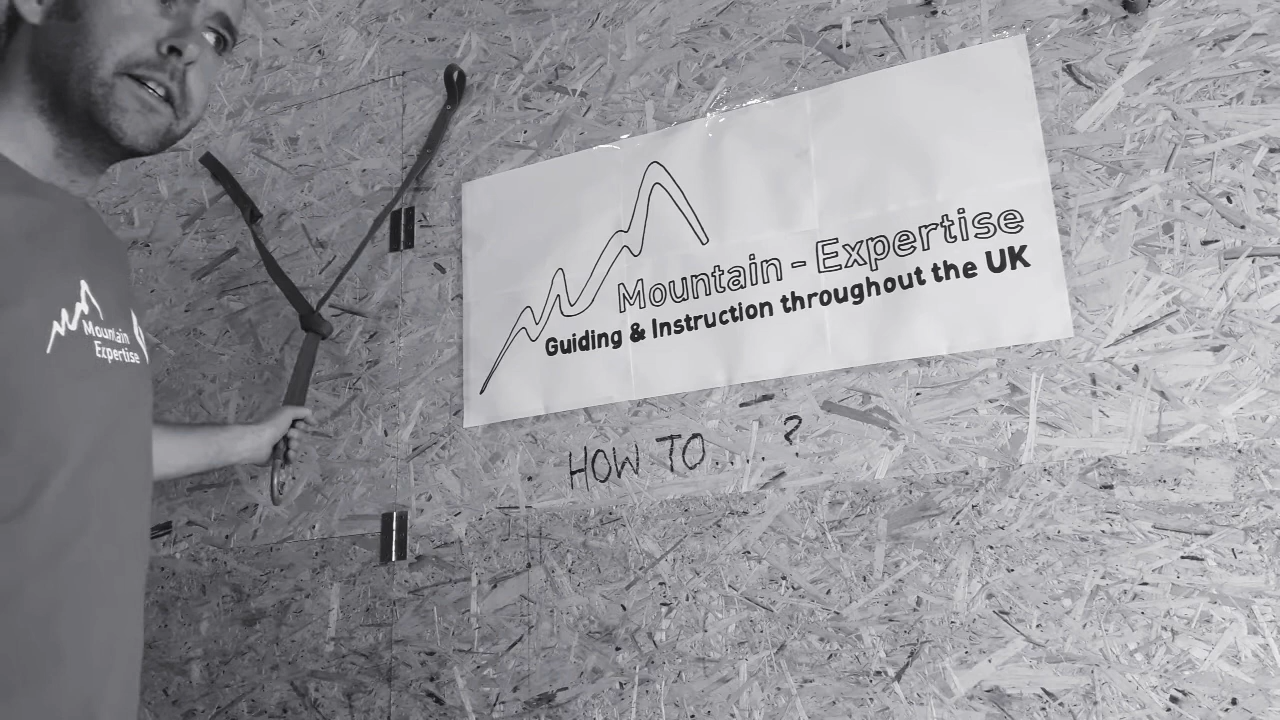 Mountain
Expertise
Mountain - Expertise
Guiding & Instruction throughout the UK
HOW TO.... ?